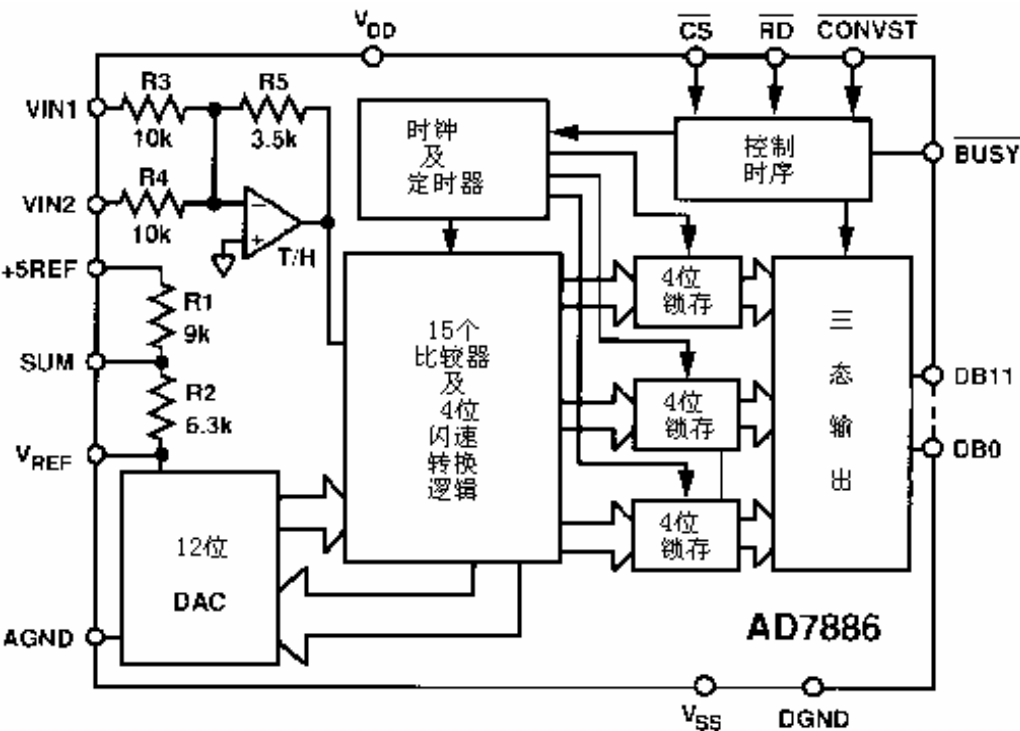 V_DD
CS
RD
CONVST
R3
R5
VIN1
10k
3.5k
时钟
及
定时器
控制
时序
BUSY
R4
VIN2
10k
−
+
T/H
+5REF
R1
9k
SUM
R2
6.3k
V_REF
15个
比较器
及
4位
闪速
转换
逻辑
4位
锁存
4位
锁存
4位
锁存
三
态
输
出
DB11
DB0
12位
DAC
AGND
AD7886
V_SS
DGND